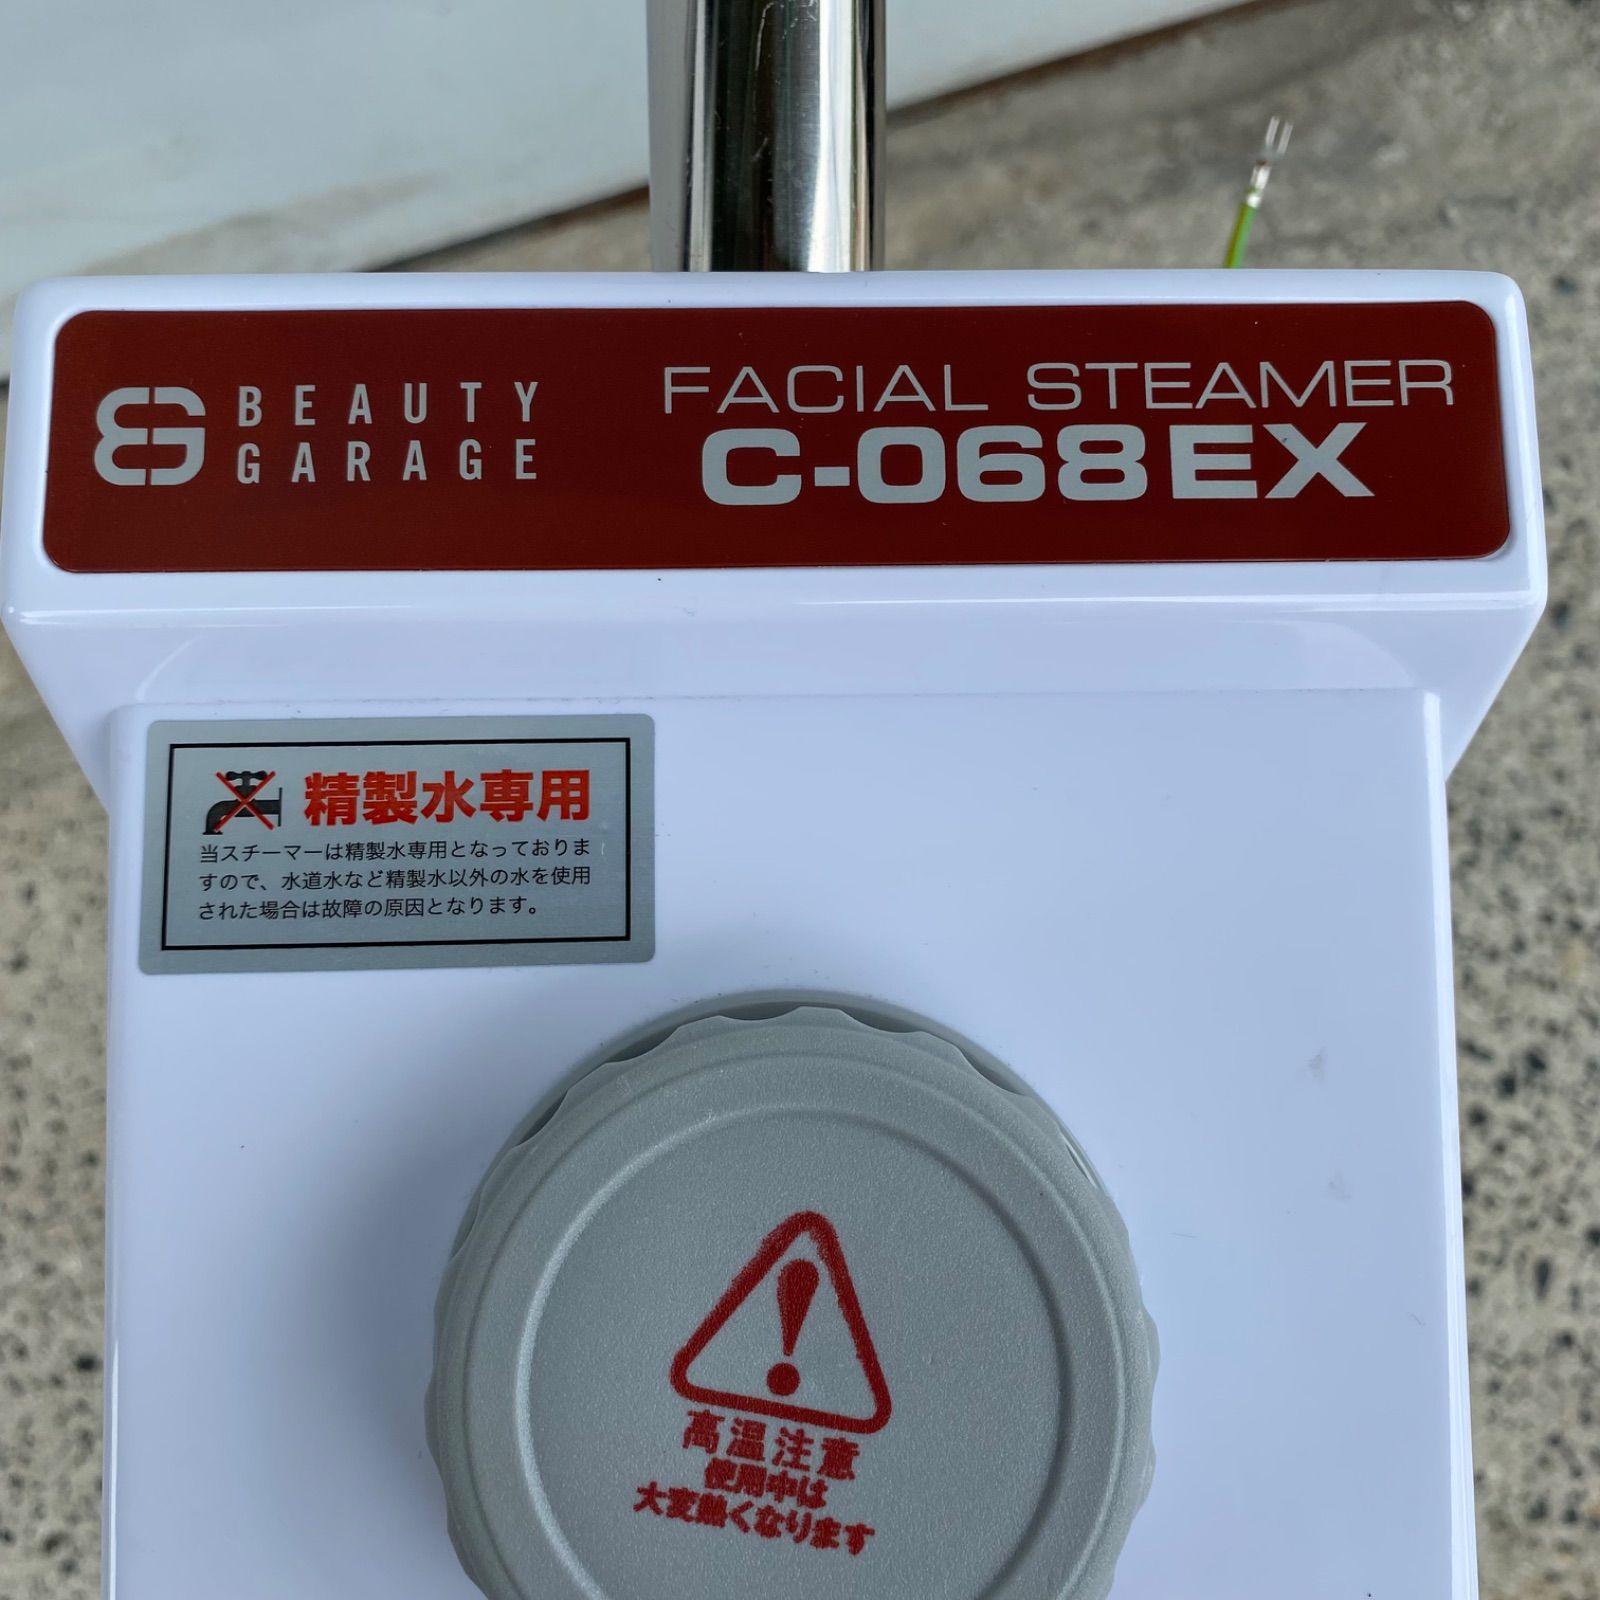 BEAUTY
GARAGE
FACIAL STEAMER
C-068EX
精製水専用
当スチーマーは精製水専用となっておりま
すので、水道水など精製水以外の水を使用
された場合は故障の原因となります。
高温注意
使用中は
大変熱くなります